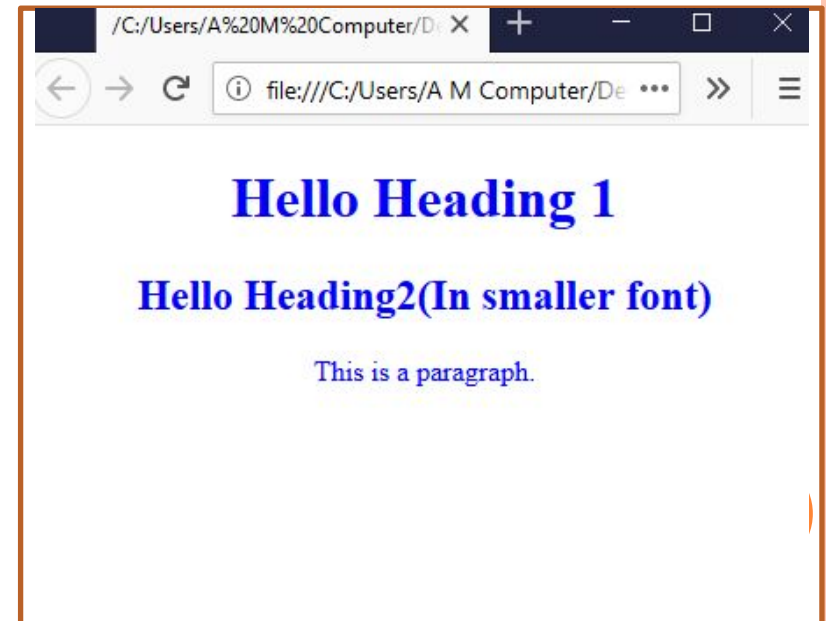 /C:/Users/A%20M%20Computer/D
file:///C:/Users/A M Computer/De
Hello Heading 1
Hello Heading2(In smaller font)
This is a paragraph.